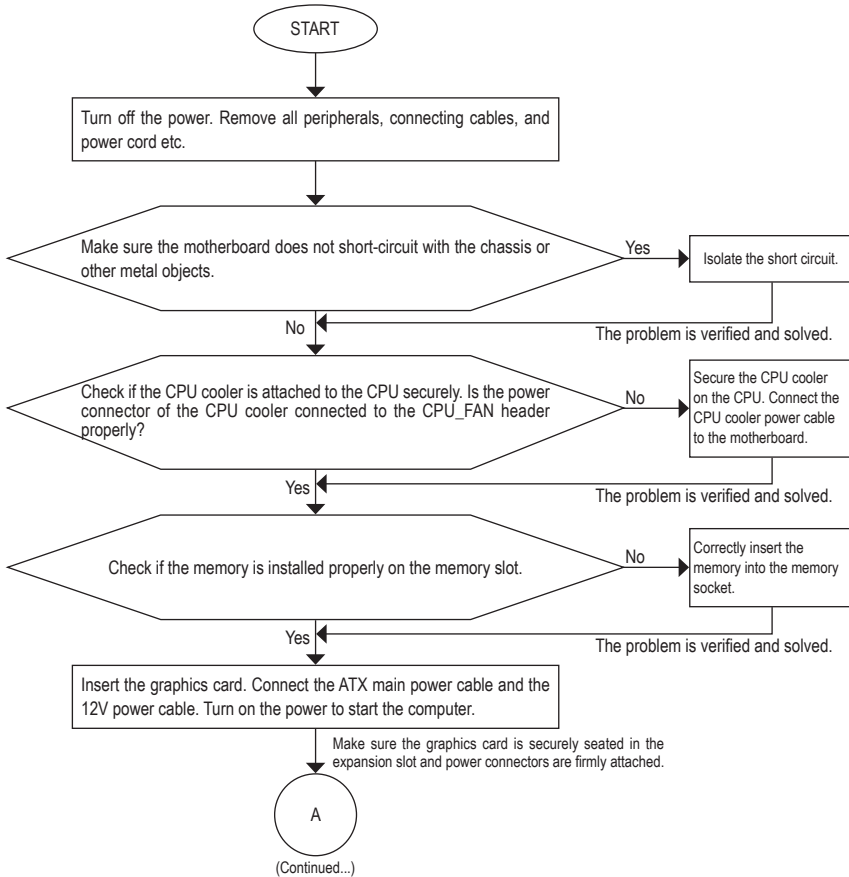 START
Turn off the power. Remove all peripherals, connecting cables, and
power cord etc.
Make sure the motherboard does not short-circuit with the chassis or
other metal objects.
Yes
Isolate the short circuit.
No
The problem is verified and solved.
Check if the CPU cooler is attached to the CPU securely. Is the power
connector of the CPU cooler connected to the CPU_FAN header
properly?
No
Secure the CPU cooler
on the CPU. Connect the
CPU cooler power cable
to the motherboard.
Yes
The problem is verified and solved.
Check if the memory is installed properly on the memory slot.
No
Correctly insert the
memory into the memory
socket.
Yes
The problem is verified and solved.
Insert the graphics card. Connect the ATX main power cable and the
12V power cable. Turn on the power to start the computer.
Make sure the graphics card is securely seated in the
expansion slot and power connectors are firmly attached.
A
(Continued...)